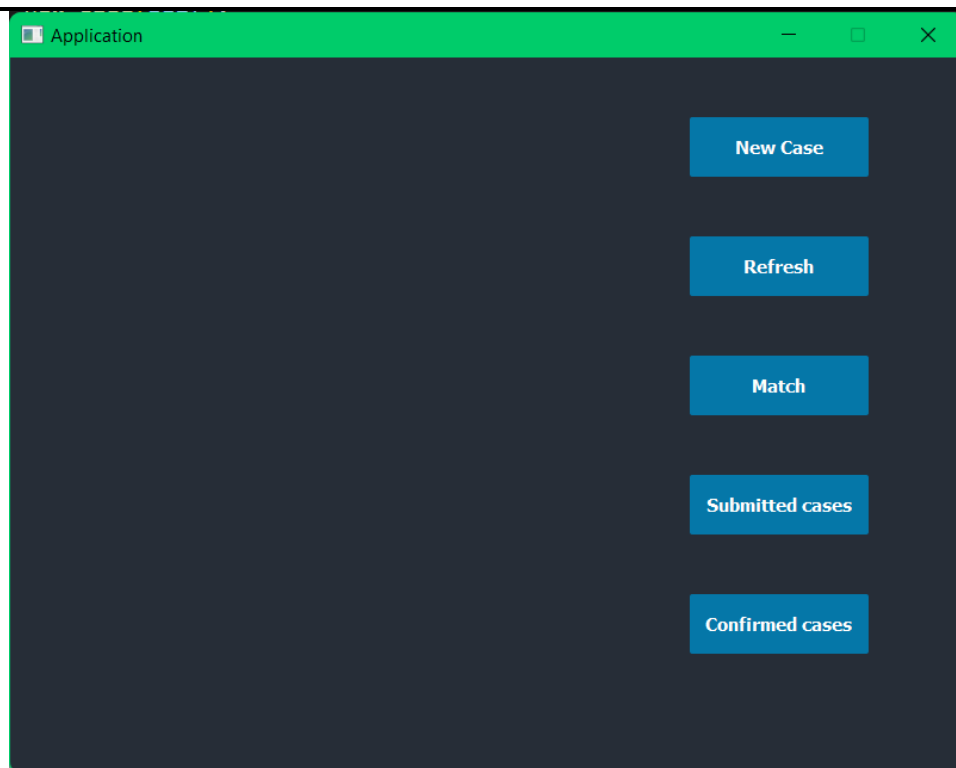 Application
New Case
Refresh
Match
Submitted cases
Confirmed cases